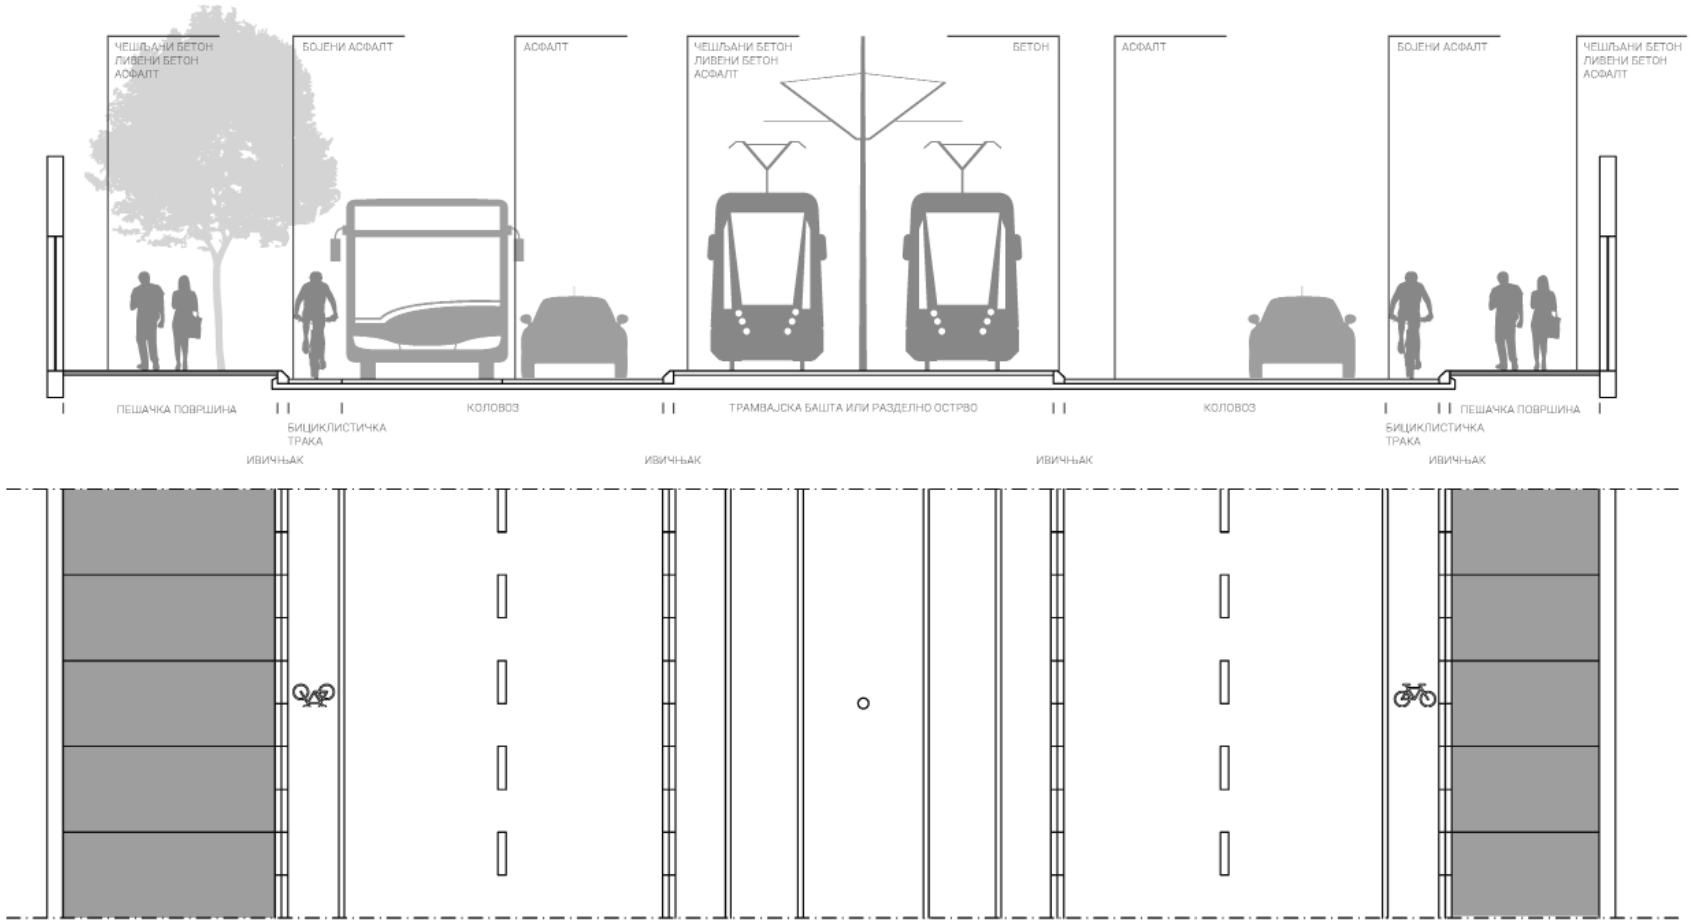 ЧЕШЉАНИ БЕТОН
ЛИВЕНИ БЕТОН
АСФАЛТ
БОЈЕНИ АСФАЛТ
АСФАЛТ
ЧЕШЉАНИ БЕТОН
ЛИВЕНИ БЕТОН
АСФАЛТ
БЕТОН
АСФАЛТ
БОЈЕНИ АСФАЛТ
ЧЕШЉАНИ БЕТОН
ЛИВЕНИ БЕТОН
АСФАЛТ
ПЕШАЧКА ПОВРШИНА
БИЦИКЛИСТИЧКА
ТРАКА
КОЛОВОЗ
ТРАМВАЈСКА БАШТА ИЛИ РАЗДЕЛНО ОСТРВО
КОЛОВОЗ
БИЦИКЛИСТИЧКА
ТРАКА
ПЕШАЧКА ПОВРШИНА
ИВИЧЊАК
ИВИЧЊАК
ИВИЧЊАК
ИВИЧЊАК